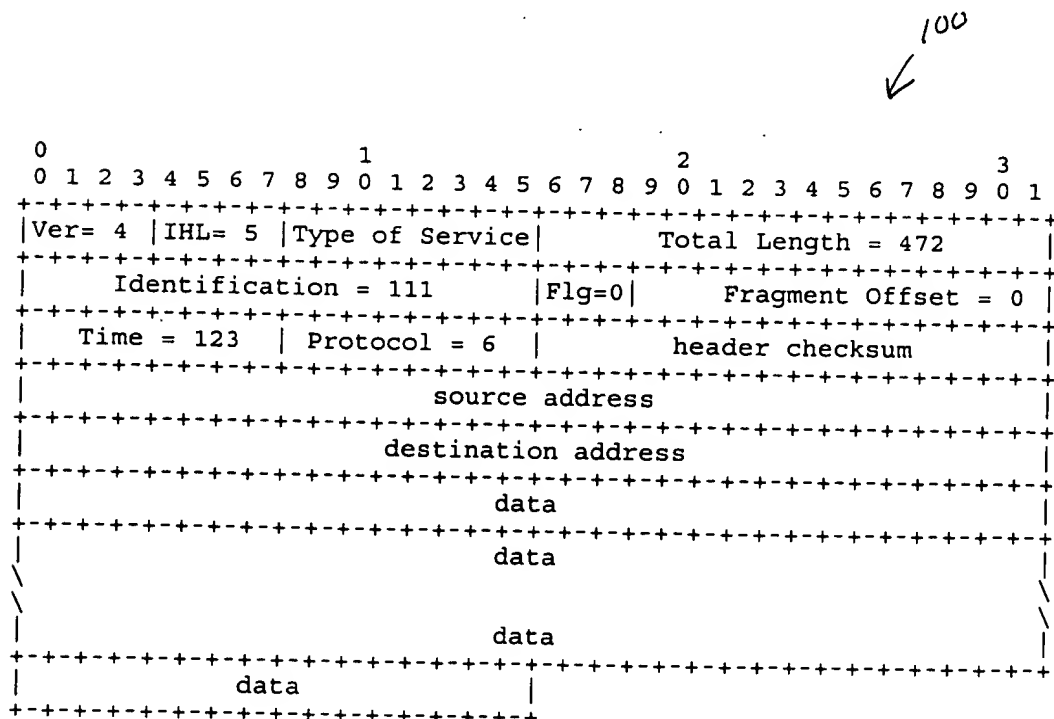 100
0 1 2 3
0 1 2 3 4 5 6 7 8 9 0 1 2 3 4 5 6 7 8 9 0 1 2 3 4 5 6 7 8 9 0 1
+-+-+-+-+-+-+-+-+-+-+-+-+-+-+-+-+-+-+-+-+-+-+-+-+-+-+-+-+-+-+-+-+
|Ver= 4 |IHL= 5 |Type of Service| Total Length = 472 |
+-+-+-+-+-+-+-+-+-+-+-+-+-+-+-+-+-+-+-+-+-+-+-+-+-+-+-+-+-+-+-+-+
| Identification = 111 |Flg=0| Fragment Offset = 0 |
+-+-+-+-+-+-+-+-+-+-+-+-+-+-+-+-+-+-+-+-+-+-+-+-+-+-+-+-+-+-+-+-+
| Time = 123 | Protocol = 6 | header checksum |
+-+-+-+-+-+-+-+-+-+-+-+-+-+-+-+-+-+-+-+-+-+-+-+-+-+-+-+-+-+-+-+-+
| source address |
+-+-+-+-+-+-+-+-+-+-+-+-+-+-+-+-+-+-+-+-+-+-+-+-+-+-+-+-+-+-+-+-+
| destination address |
+-+-+-+-+-+-+-+-+-+-+-+-+-+-+-+-+-+-+-+-+-+-+-+-+-+-+-+-+-+-+-+-+
| data |
+-+-+-+-+-+-+-+-+-+-+-+-+-+-+-+-+-+-+-+-+-+-+-+-+-+-+-+-+-+-+-+-+
| data |
\ \
\ \
| data |
+-+-+-+-+-+-+-+-+-+-+-+-+-+-+-+-+-+-+-+-+-+-+-+-+-+-+-+-+-+-+-+-+
| data |
+-+-+-+-+-+-+-+-+-+-+-+-+-+-+-+-+